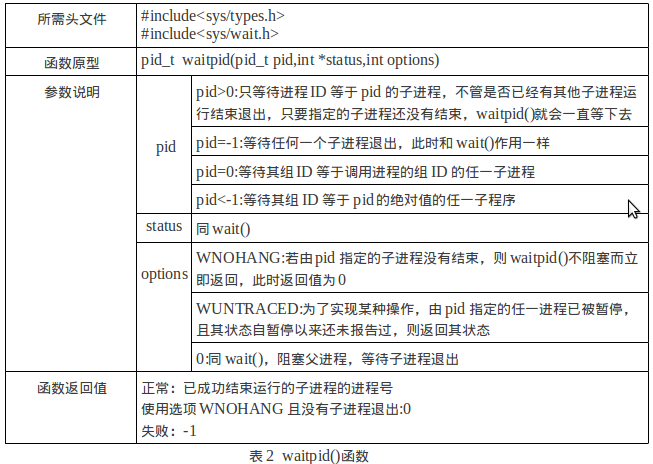 所需头文件
#include<sys/types.h>
#include<sys/wait.h>
函数原型
pid_t waitpid(pid_t pid,int *status,int options)
参数说明
pid
pid>0:只等待进程 ID 等于 pid 的子进程，不管是否已经有其他子进程运
行结束退出，只要指定的子进程还没有结束，waitpid()就会一直等下去
pid=-1:等待任何一个子进程退出，此时和 wait()作用一样
pid=0:等待其组 ID 等于调用进程的组 ID 的任一子进程
pid<-1:等待其组 ID 等于 pid 的绝对值的任一子程序
status
同 wait()
options
WNOHANG:若由 pid 指定的子进程没有结束，则 waitpid()不阻塞而立
即返回，此时返回值为 0
WUNTRACED:为了实现某种操作，由 pid 指定的任一进程已被暂停，
且其状态自暂停以来还未报告过，则返回其状态
0:同 wait()，阻塞父进程，等待子进程退出
函数返回值
正常：已成功结束运行的子进程的进程号
使用选项 WNOHANG 且没有子进程退出:0
失败：-1
表 2 waitpid()函数